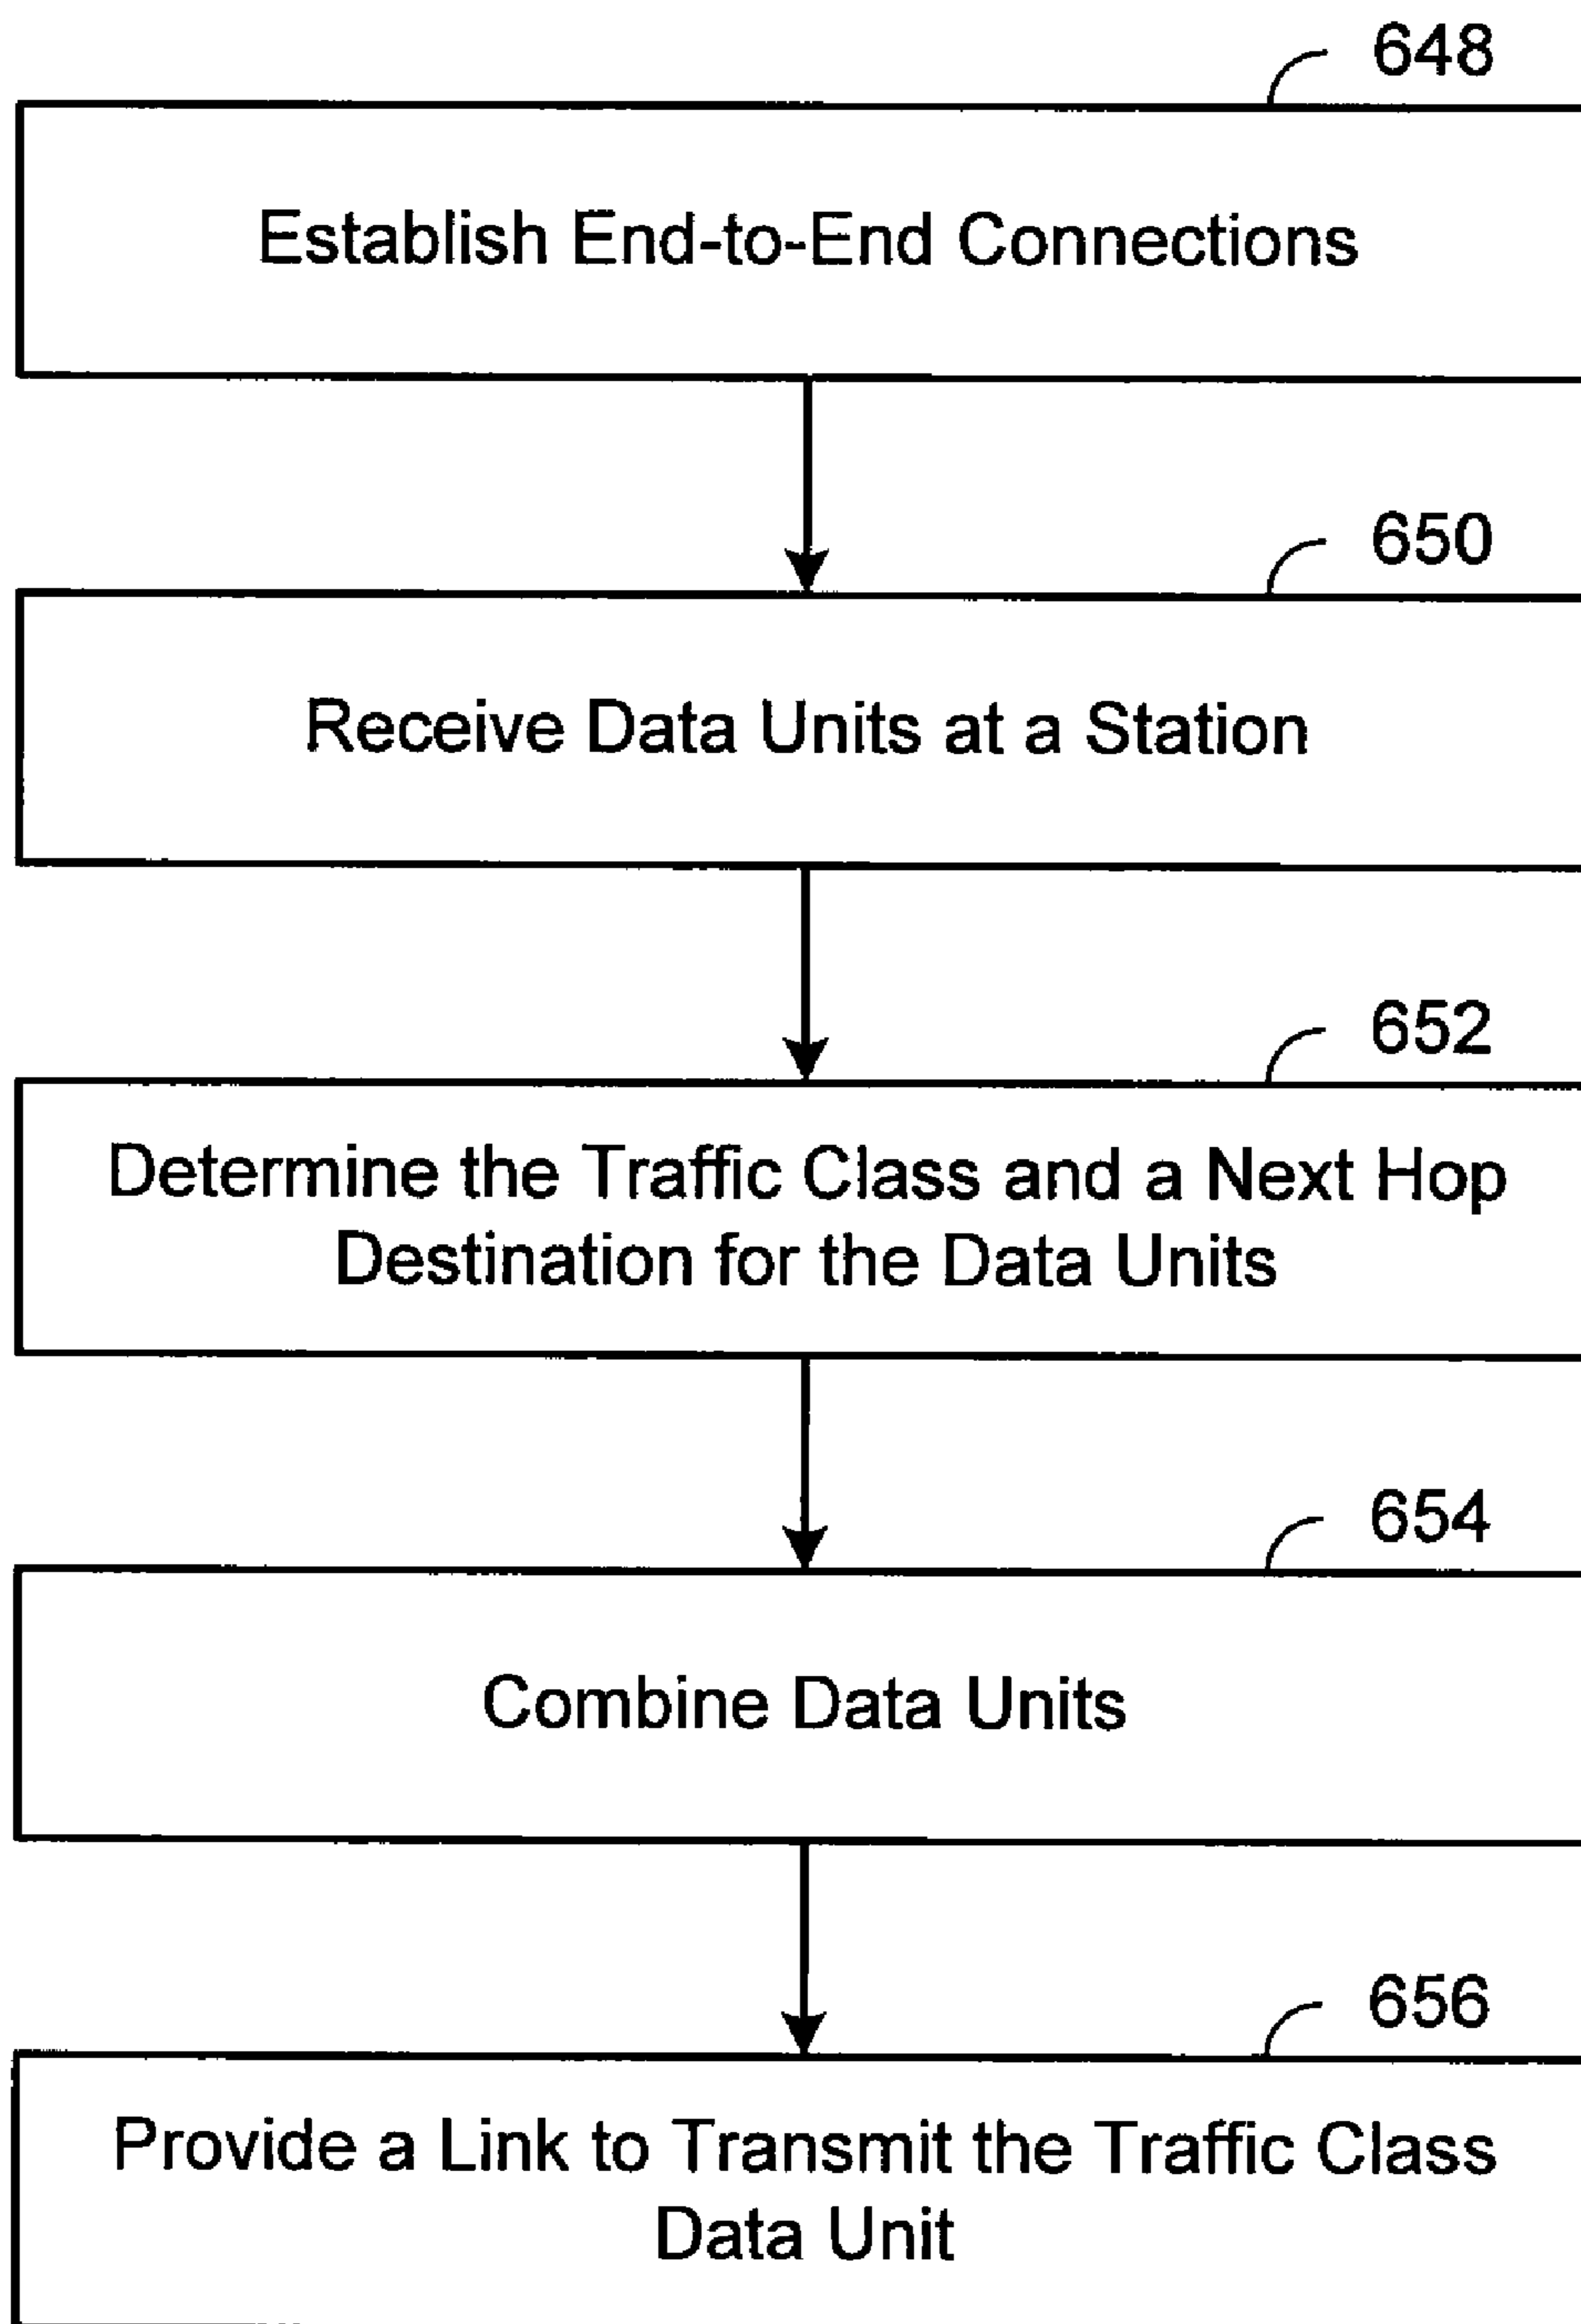 648
Establish End-to-End Connections
650
Receive Data Units at a Station
652
Determine the Traffic Class and a Next Hop
Destination for the Data Units
654
Combine Data Units
656
Provide a Link to Transmit the Traffic Class
Data Unit